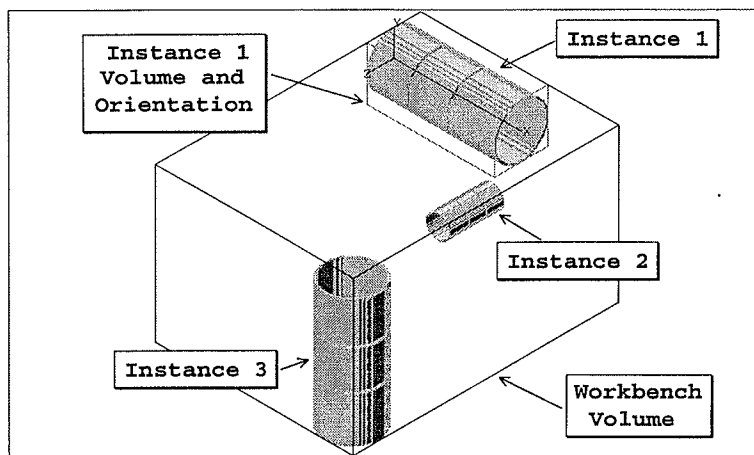 Instance 1
Volume and
Orientation
Instance 1
Y
Y
Z
X
Instance 2
Instance 3
Workbench
Volume